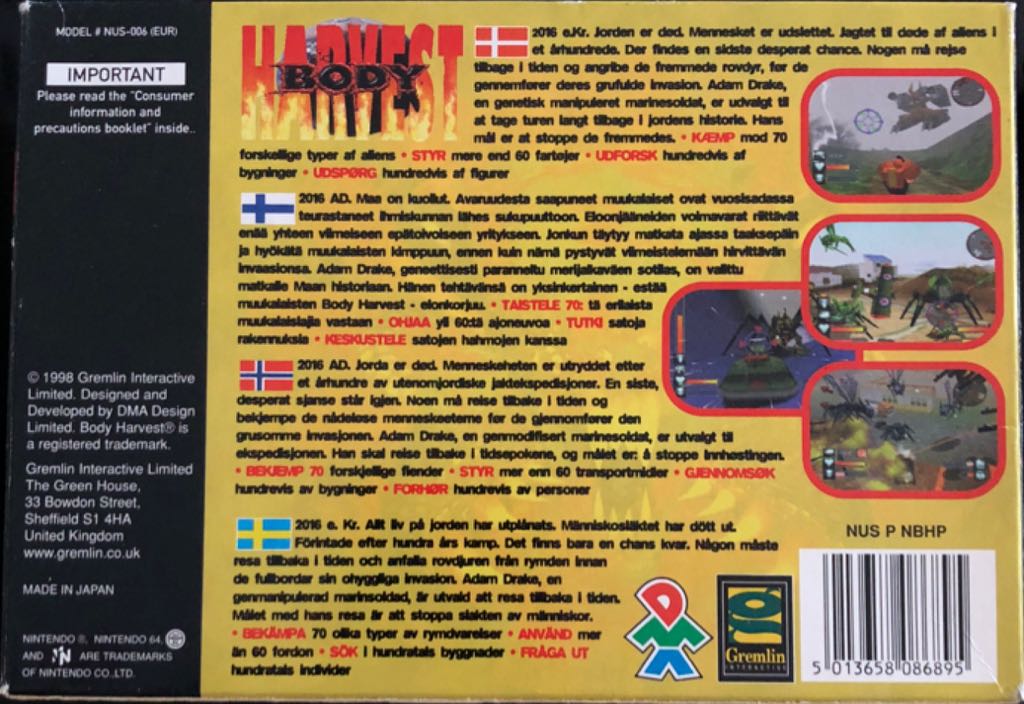 MODEL # NUS-006 (EUR)
IMPORTANT
Please read the "Consumer
information and
precautions booklet" inside.
© 1998 Gremlin Interactive
Limited. Designed and
Developed by DMA Design
Limited. Body Harvest® is
a registered trademark.
Gremlin Interactive Limited
The Green House,
33 Bowdon Street,
Sheffield S1 4HA
United Kingdom
www.gremlin.co.uk
MADE IN JAPAN
NINTENDO ®, NINTENDO 64,
AND N ARE TRADEMARKS
OF NINTENDO CO.,LTD.
HARVEST
BODY
2016 e.Kr. Jorden er død. Mennesket er udslettet. Jagtet til døde af aliens i
et århundrede. Der findes en sidste desperat chance. Nogen må rejse
tilbage i tiden og angribe de fremmede rovdyr, før de
gennemfører deres grufulde invasion. Adam Drake,
en genetisk manipuleret marinesoldat, er udvalgt til
at tage turen langt tilbage i jordens historie. Hans
mål er at stoppe de fremmedes. • KÆMP mod 70
forskellige typer af aliens • STYR mere end 60 fartøjer • UDFORSK hundredvis af
bygninger • UDSPØRG hundredvis af figurer
2016 AD. Maa on kuollut. Avaruudesta saapuneet muukalaiset ovat vuosisadassa
teurastaneet ihmiskunnan lähes sukupuuttoon. Eloonjääneiden voimavarat riittävät
enää yhteen viimeiseen epätoivoiseen yritykseen. Jonkun täytyy matkata ajassa taaksepäin
ja hyökätä muukalaisten kimppuun, ennen kuin nämä pystyvät viimeistelemään hirvittävän
invaasionsa. Adam Drake, geneettisesti paranneltu merijalkaväen sotilas, on valittu
matkalle Maan historiaan. Hänen tehtävänsä on yksinkertainen - estää
muukalaisten Body Harvest - elonkorjuu. • TAISTELE 70: tä erilaista
muukalaislajia vastaan • OHJAA yli 60:tä ajoneuvoa • TUTKI satoja
rakennuksia • KESKUSTELE satojen hahmojen kanssa
2016 AD. Jorda er død. Menneskeheten er utryddet etter
et århundre av utenomjordiske jaktekspedisjoner. En siste,
desperat sjanse står igjen. Noen må reise tilbake i tiden og
bekjempe de nådeløse menneskeeterne før de gjennomfører den
grusomme invasjonen. Adam Drake, en genmodifisert marinesoldat, er utvalgt til
ekspedisjonen. Han skal reise tilbake i tidsepokene, og målet er: å stoppe innhøstingen.
• BEKJEMP 70 forskjellige fiender • STYR mer enn 60 transportmidler • GJENNOMSØK
hundrevis av bygninger • FORHØR hundrevis av personer
2016 e. Kr. Allt liv på jorden har utplånats. Människosläktet har dött ut.
Förintade efter hundra års kamp. Det finns bara en chans kvar. Någon måste
resa tillbaka i tiden och anfalla rovdjuren från rymden innan
de fullbordar sin ohyggliga invasion. Adam Drake, en
genmanipulerad marinsoldat, är utvald att resa tillbaka i tiden.
Målet med hans resa är att stoppa slakten av människor.
• BEKÄMPA 70 olika typer av rymdvarelser • ANVÄND mer
än 60 fordon • SÖK i hundratals byggnader • FRÅGA UT
hundratals individer
DMA
Gremlin
INTERACTIVE
NUS P NBHP
5 013658 086895